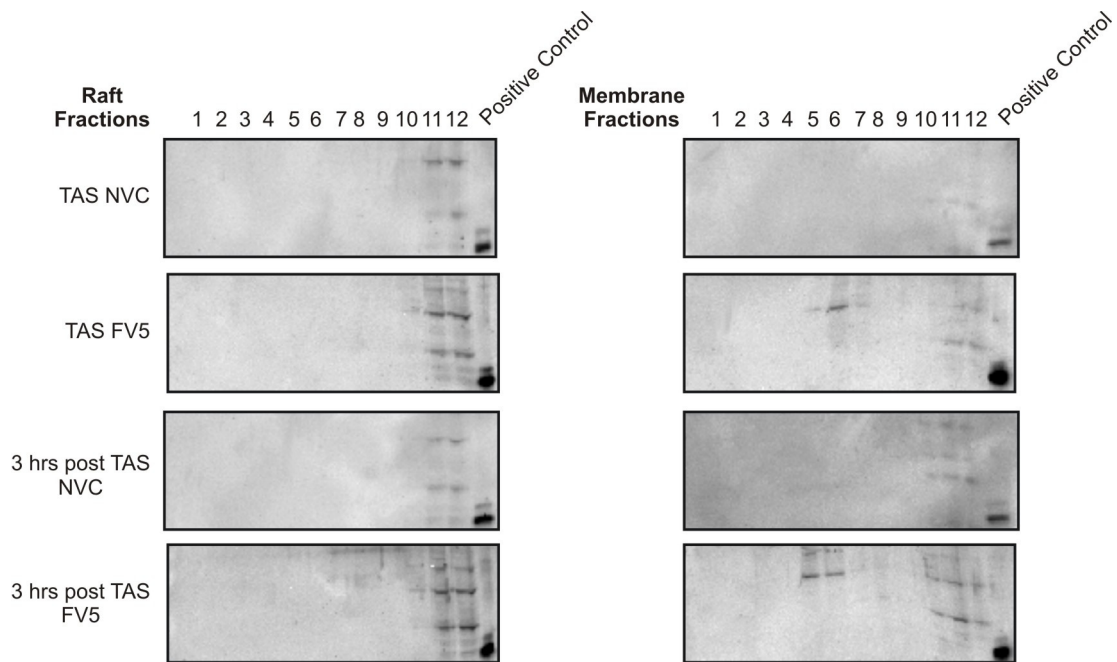 Raft
Fractions
1 2 3 4 5 6 7 8 9 10 11 12 Positive Control
Membrane
Fractions
1 2 3 4 5 6 7 8 9 10 11 12 Positive Control
TAS NVC
TAS FV5
3 hrs post TAS
NVC
3 hrs post TAS
FV5